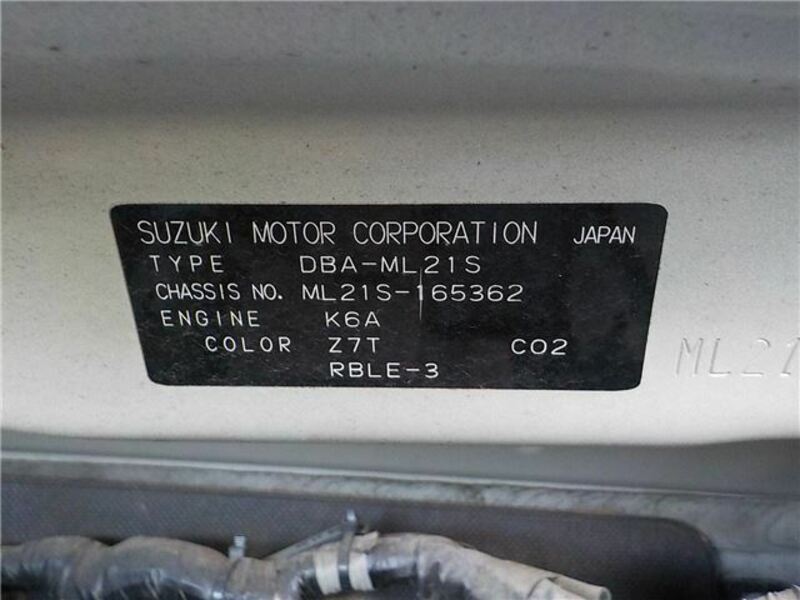 SUZUKI MOTOR CORPORATION JAPAN
TYPE DBA-ML21S
CHASSIS NO. ML21S-165362
ENGINE K6A
COLOR Z7T C02
RBLE-3
ML21